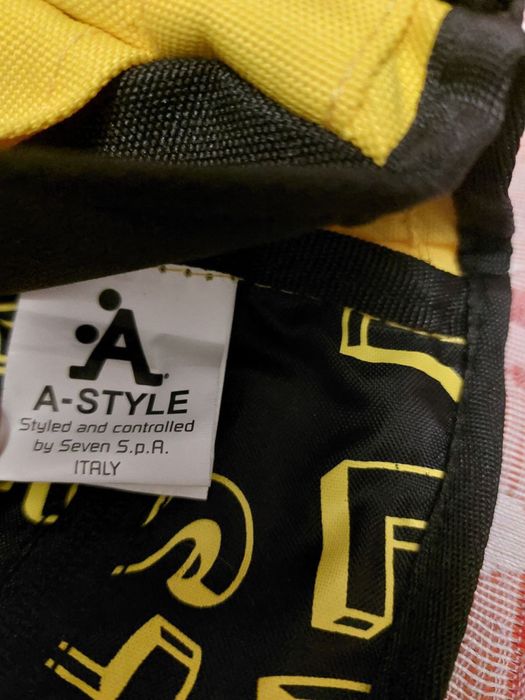 A
A-STYLE
Styled and controlled
by Seven S.p.A.
ITALY